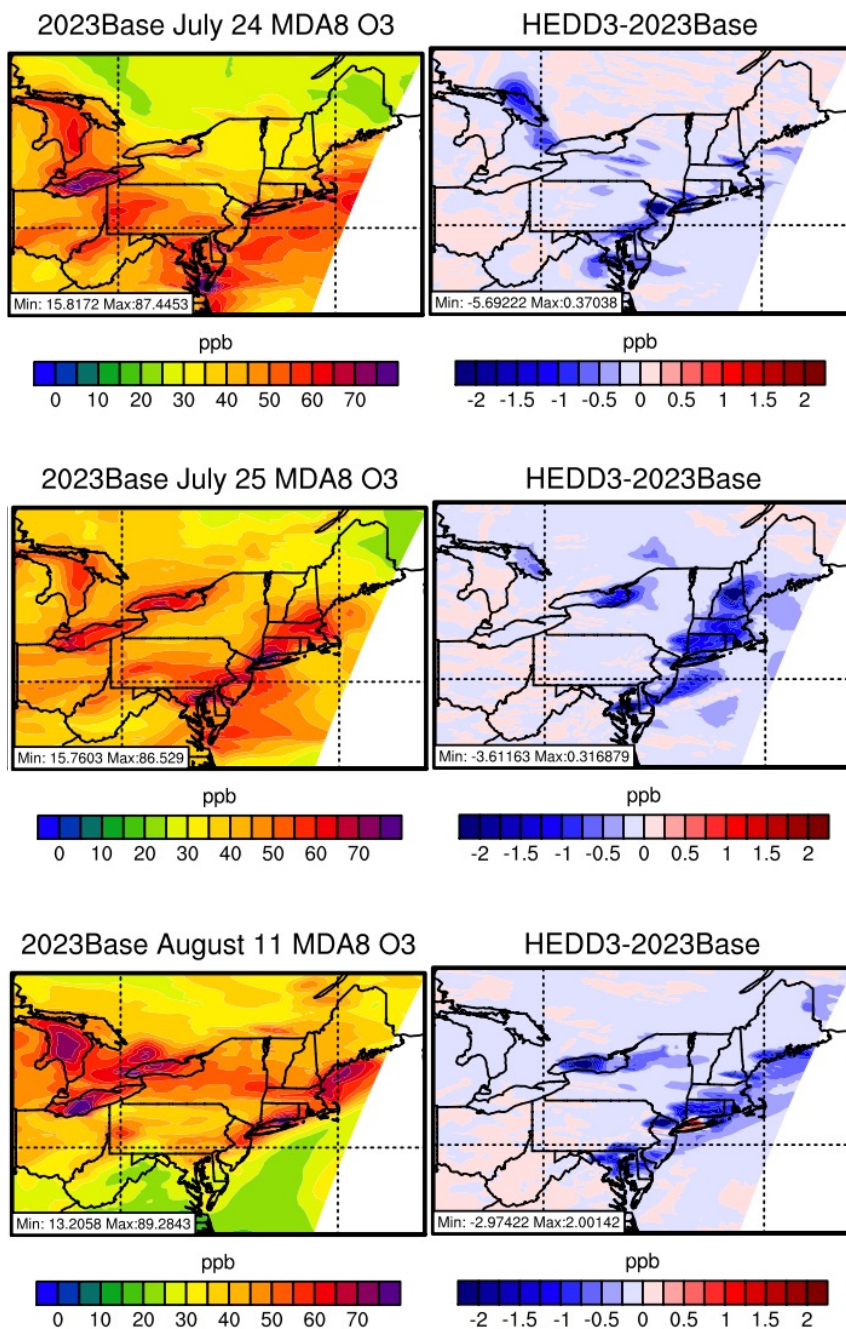 2023Base July 24 MDA8 O3
HEDD3-2023Base
Min: 15.8172 Max:87.4453
Min: -5.69222 Max:0.37038
ppb
ppb
0 10 20 30 40 50 60 70
-2 -1.5 -1 -0.5 0 0.5 1 1.5 2
2023Base July 25 MDA8 O3
HEDD3-2023Base
Min: 15.7603 Max:86.529
Min: -3.61163 Max:0.316879
ppb
ppb
0 10 20 30 40 50 60 70
-2 -1.5 -1 -0.5 0 0.5 1 1.5 2
2023Base August 11 MDA8 O3
HEDD3-2023Base
Min: 13.2058 Max:89.2843
Min: -2.97422 Max:2.00142
ppb
ppb
0 10 20 30 40 50 60 70
-2 -1.5 -1 -0.5 0 0.5 1 1.5 2